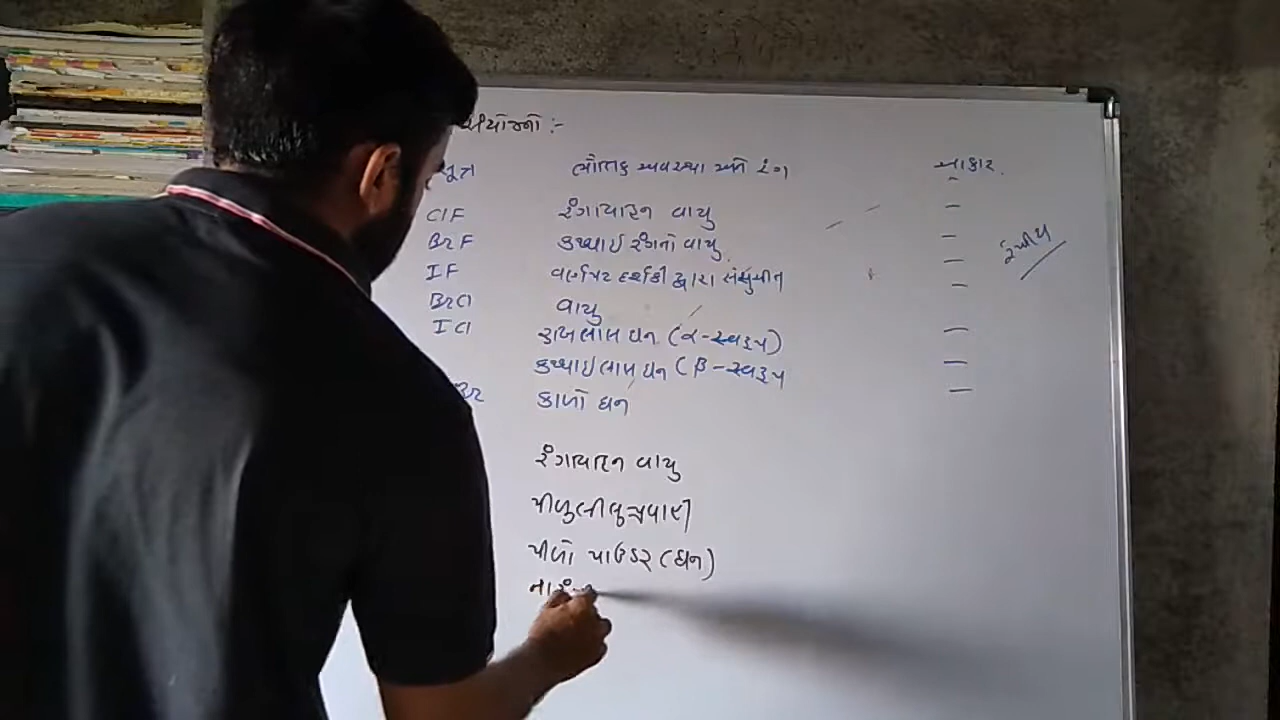 સંયોજનો :-
સૂત્ર ભૌતિક અવસ્થા અને રંગ આકાર
ClF રંગવિહીન વાયુ —
BrF કથ્થાઇ રંગનો વાયુ —
IF વર્ણપટ દર્શકી દ્વારા —
BrCl વાયુ —
ICl લાલ ઘન (α-સ્વરૂપ) —
કથ્થાઇ લાલ ઘન (β-સ્વરૂપ —
Br કાળો ઘન —
રંગવિહીન વાયુ
પીળો પાઉડર (ઘન)
નારં